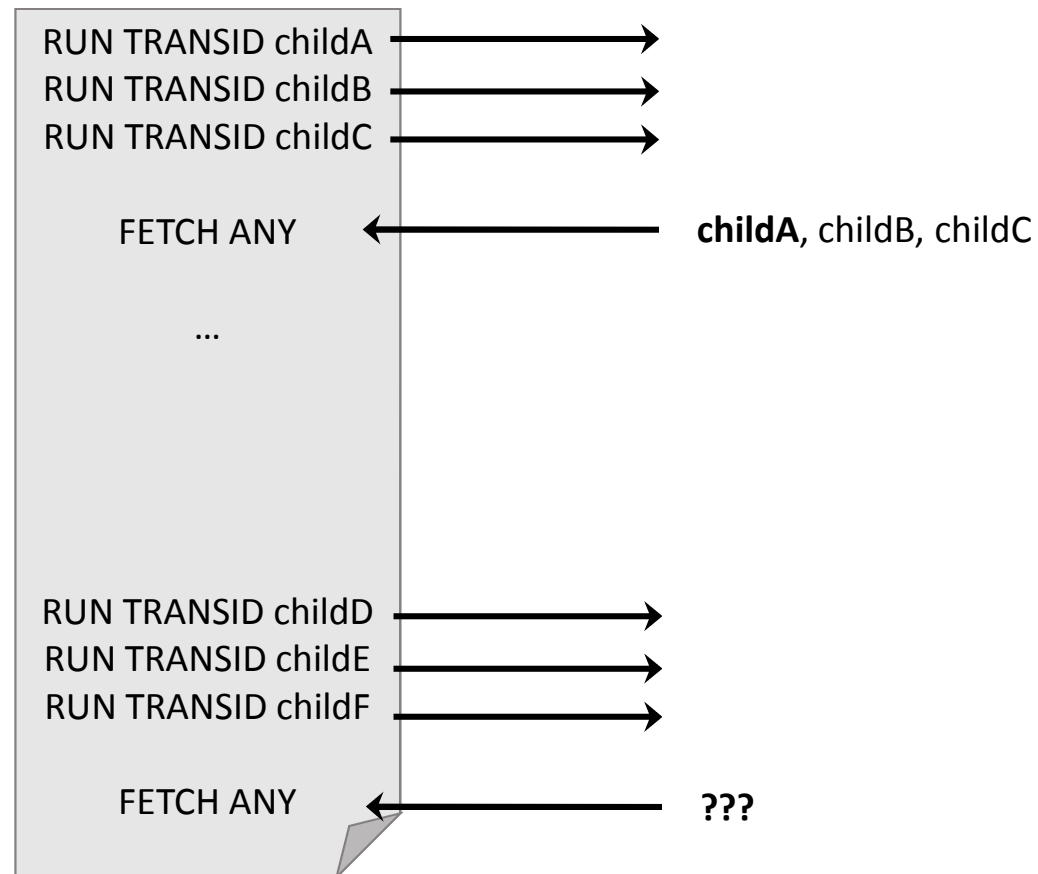 RUN TRANSID childA
RUN TRANSID childB
RUN TRANSID childC
FETCH ANY
childA, childB, childC
…
RUN TRANSID childD
RUN TRANSID childE
RUN TRANSID childF
FETCH ANY
???